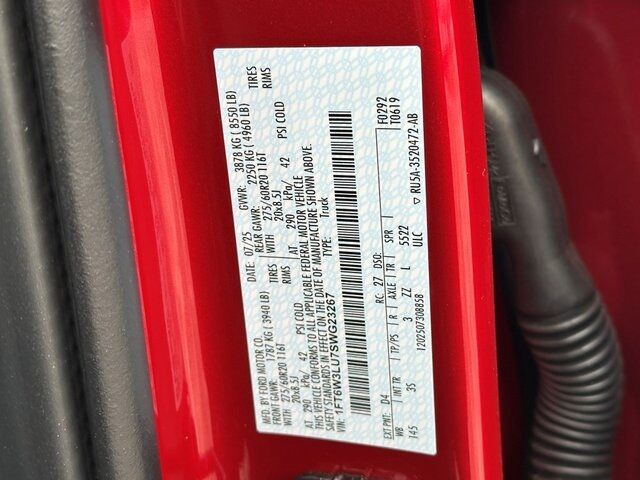 MFD. BY FORD MOTOR CO.
DATE: 07/25 GVWR: 3878 KG ( 8550 LB)
FRONT GAWR: 1787 KG ( 3940 LB) REAR GAWR: 2250 KG ( 4960 LB)
275/60R20 116T TIRES WITH 275/60R20 116T TIRES
20x8.5J RIMS 20x8.5J RIMS
AT 290 kPa/ 42 PSI COLD AT 290 kPa/ 42 PSI COLD
THIS VEHICLE CONFORMS TO ALL APPLICABLE FEDERAL MOTOR VEHICLE
SAFETY STANDARDS IN EFFECT ON THE DATE OF MANUFACTURE SHOWN ABOVE.
VIN: 1FT6W3LU7SWG23267 TYPE: Truck
F0292
T0619
EXT PNT: D4 RC: 27 DSO:
WB INT TR TP/PS R AXLE TR SPR
145 35 3 ZZ L 5522
ULC
1202507308858 ▽ RU5A-3520472-AB